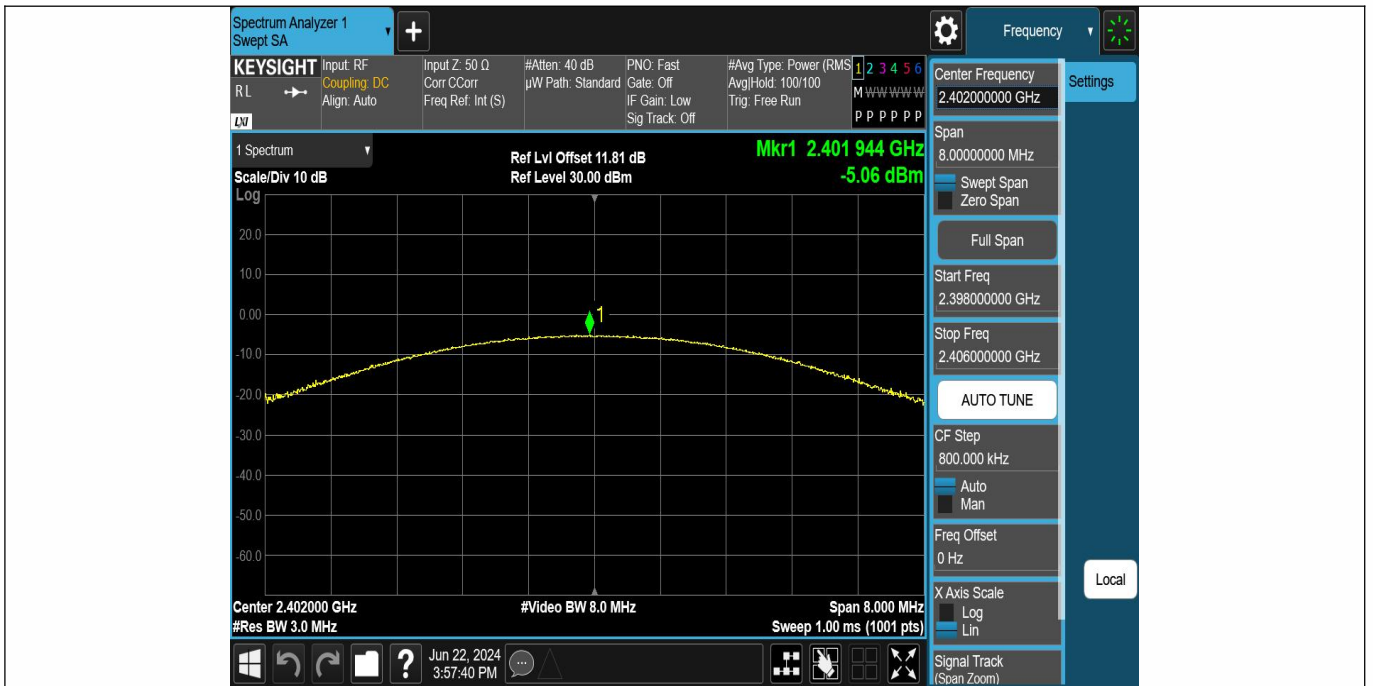 Spectrum Analyzer 1
Swept SA
+
Frequency
KEYSIGHT
RL
LXI
Input: RF
Coupling: DC
Align: Auto
Input Z: 50 Ω
Corr CCorr
Freq Ref: Int (S)
#Atten: 40 dB
µW Path: Standard
PNO: Fast
Gate: Off
IF Gain: Low
Sig Track: Off
#Avg Type: Power (RMS
Avg|Hold: 100/100
Trig: Free Run
1 2 3 4 5 6
M W W W W W
P P P P P P
1 Spectrum
Scale/Div 10 dB
Log
Ref Lvl Offset 11.81 dB
Ref Level 30.00 dBm
Mkr1 2.401 944 GHz
-5.06 dBm
20.0
10.0
0.00
-10.0
-20.0
-30.0
-40.0
-50.0
-60.0
1
Center 2.402000 GHz
#Res BW 3.0 MHz
#Video BW 8.0 MHz
Span 8.000 MHz
Sweep 1.00 ms (1001 pts)
Center Frequency
2.402000000 GHz
Settings
Span
8.00000000 MHz
Swept Span
Zero Span
Full Span
Start Freq
2.398000000 GHz
Stop Freq
2.406000000 GHz
AUTO TUNE
CF Step
800.000 kHz
Auto
Man
Freq Offset
0 Hz
X Axis Scale
Log
Lin
Signal Track
(Span Zoom)
Local
?
Jun 22, 2024
3:57:40 PM